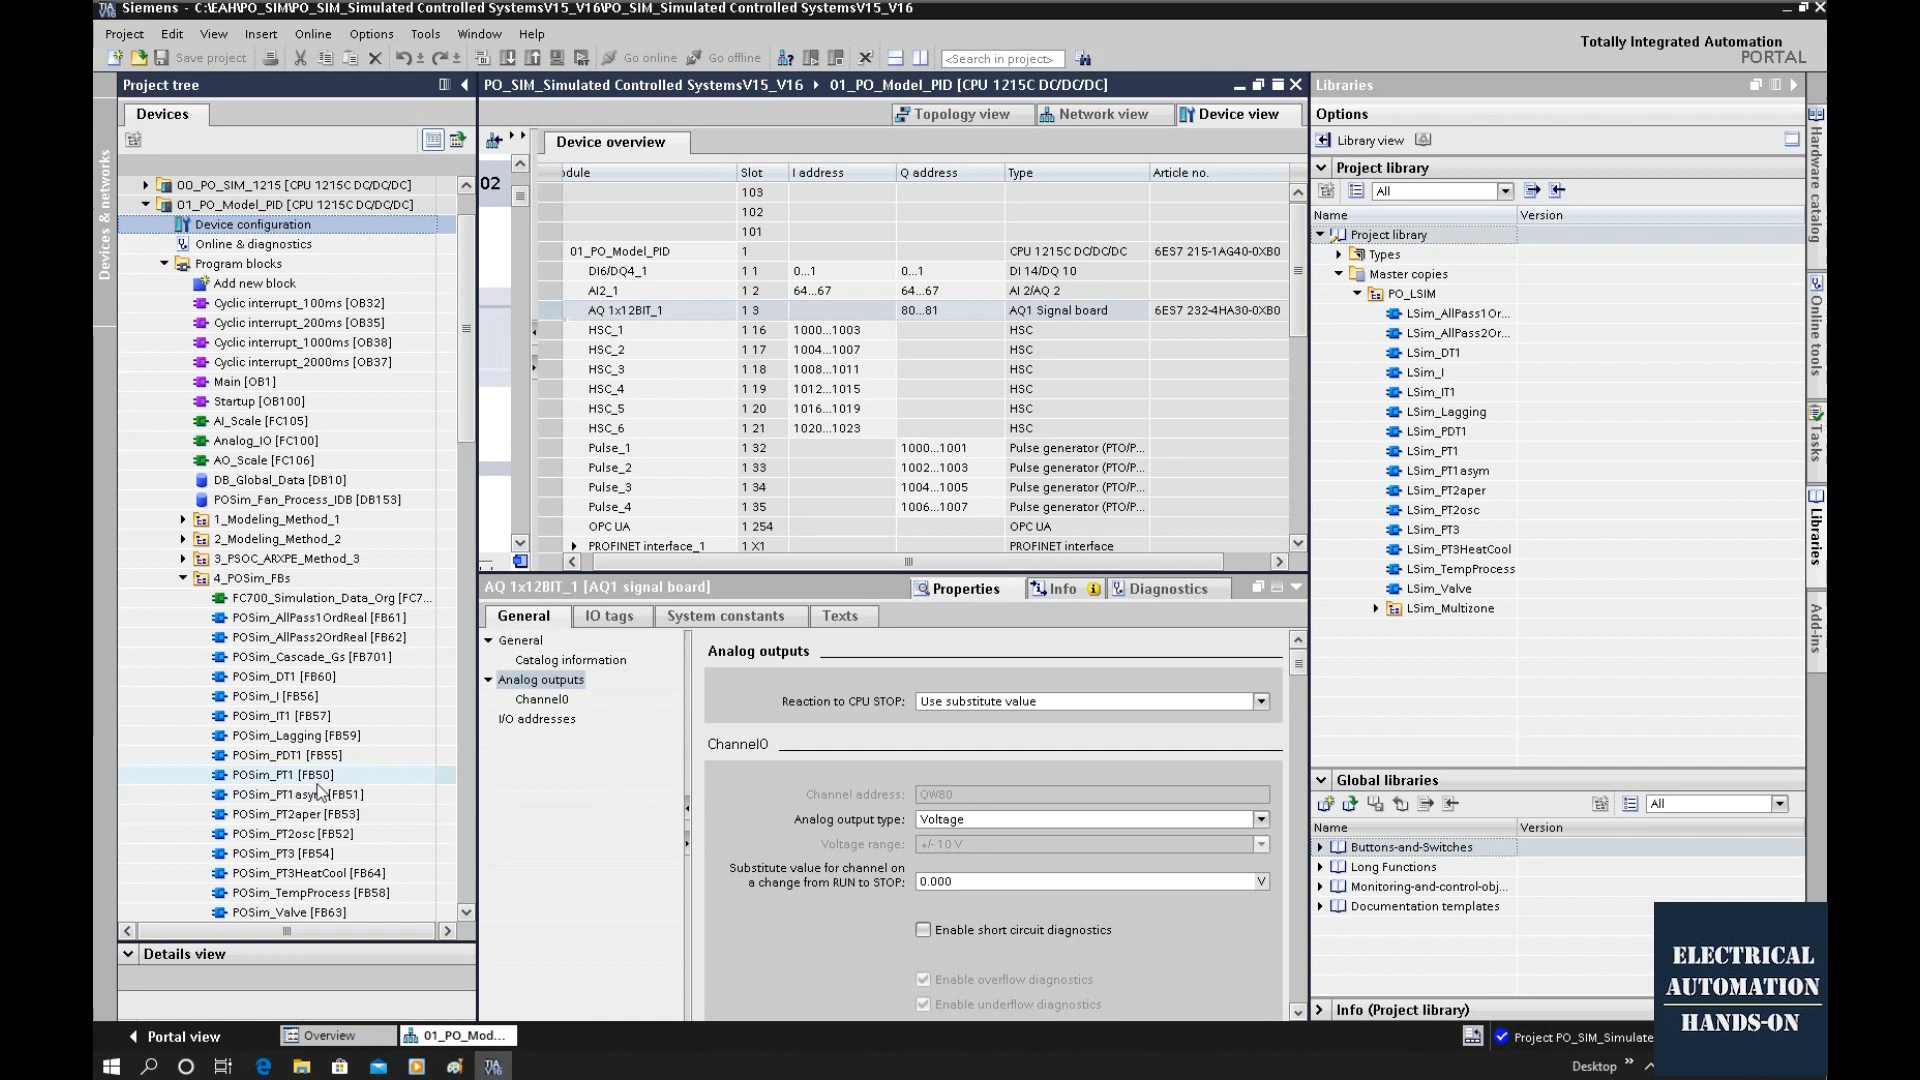 Siemens - C:\EAH\PO_SIM\PO_SIM_Simulated Controlled SystemsV15_V16\PO_SIM_Simulated Controlled SystemsV15_V16
Project Edit View Insert Online Options Tools Window Help
Totally Integrated Automation
PORTAL
Save project
Go online
Go offline
<Search in project>
Project tree
Devices
Devices & networks
00_PO_SIM_1215 [CPU 1215C DC/DC/DC]
01_PO_Model_PID [CPU 1215C DC/DC/DC]
Device configuration
Online & diagnostics
Program blocks
Add new block
Cyclic interrupt_100ms [OB32]
Cyclic interrupt_200ms [OB35]
Cyclic interrupt_1000ms [OB38]
Cyclic interrupt_2000ms [OB37]
Main [OB1]
Startup [OB100]
AI_Scale [FC105]
Analog_IO [FC100]
AO_Scale [FC106]
DB_Global_Data [DB10]
POSim_Fan_Process_IDB [DB153]
1_Modeling_Method_1
2_Modeling_Method_2
3_PSOC_ARXPE_Method_3
4_POSim_FBs
FC700_Simulation_Data_Org [FC7...
POSim_AllPass1OrdReal [FB61]
POSim_AllPass2OrdReal [FB62]
POSim_Cascade_Gs [FB701]
POSim_DT1 [FB60]
POSim_I [FB56]
POSim_IT1 [FB57]
POSim_Lagging [FB59]
POSim_PDT1 [FB55]
POSim_PT1 [FB50]
POSim_PT1asym [FB51]
POSim_PT2aper [FB53]
POSim_PT2osc [FB52]
POSim_PT3 [FB54]
POSim_PT3HeatCool [FB64]
POSim_TempProcess [FB58]
POSim_Valve [FB63]
Details view
PO_SIM_Simulated Controlled SystemsV15_V16 01_PO_Model_PID [CPU 1215C DC/DC/DC]
Topology view Network view Device view
Device overview
02
dule Slot I address Q address Type Article no.
103
102
101
01_PO_Model_PID 1 CPU 1215C DC/DC/DC 6ES7 215-1AG40-0XB0
DI6/DQ4_1 1 1 0...1 0...1 DI 14/DQ 10
AI2_1 1 2 64...67 64...67 AI 2/AQ 2
AQ 1x12BIT_1 1 3 80...81 AQ1 Signal board 6ES7 232-4HA30-0XB0
HSC_1 1 16 1000...1003 HSC
HSC_2 1 17 1004...1007 HSC
HSC_3 1 18 1008...1011 HSC
HSC_4 1 19 1012...1015 HSC
HSC_5 1 20 1016...1019 HSC
HSC_6 1 21 1020...1023 HSC
Pulse_1 1 32 1000...1001 Pulse generator (PTO/P...
Pulse_2 1 33 1002...1003 Pulse generator (PTO/P...
Pulse_3 1 34 1004...1005 Pulse generator (PTO/P...
Pulse_4 1 35 1006...1007 Pulse generator (PTO/P...
OPC UA 1 254 OPC UA
PROFINET interface_1 1 X1 PROFINET interface
AQ 1x12BIT_1 [AQ1 signal board]
Properties Info Diagnostics
General IO tags System constants Texts
General
Catalog information
Analog outputs
Channel0
I/O addresses
Analog outputs
Reaction to CPU STOP: Use substitute value
Channel0
Channel address: QW80
Analog output type: Voltage
Voltage range: +/- 10 V
Substitute value for channel on
a change from RUN to STOP: 0.000 V
Enable short circuit diagnostics
Enable overflow diagnostics
Enable underflow diagnostics
Libraries
Options
Library view
Project library
All
Name Version
Project library
Types
Master copies
PO_LSIM
LSim_AllPass1Or...
LSim_AllPass2Or...
LSim_DT1
LSim_I
LSim_IT1
LSim_Lagging
LSim_PDT1
LSim_PT1
LSim_PT1asym
LSim_PT2aper
LSim_PT2osc
LSim_PT3
LSim_PT3HeatCool
LSim_TempProcess
LSim_Valve
LSim_Multizone
Global libraries
All
Name Version
Buttons-and-Switches
Long Functions
Monitoring-and-control-obj...
Documentation templates
Info (Project library)
Hardware catalog
Online tools
Tasks
Libraries
Add-ins
ELECTRICAL
AUTOMATION
HANDS-ON
Portal view
Overview
01_PO_Mod...
Project PO_SIM_Simulate
Desktop